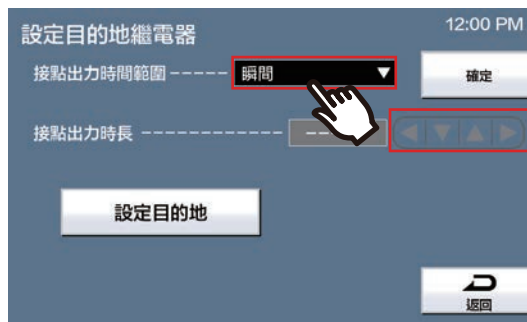 設定目的地繼電器
12:00 PM
接點出力時間範圍 ----- 瞬間 ▼
確定
接點出力時長 ------------- ---
設定目的地
返回